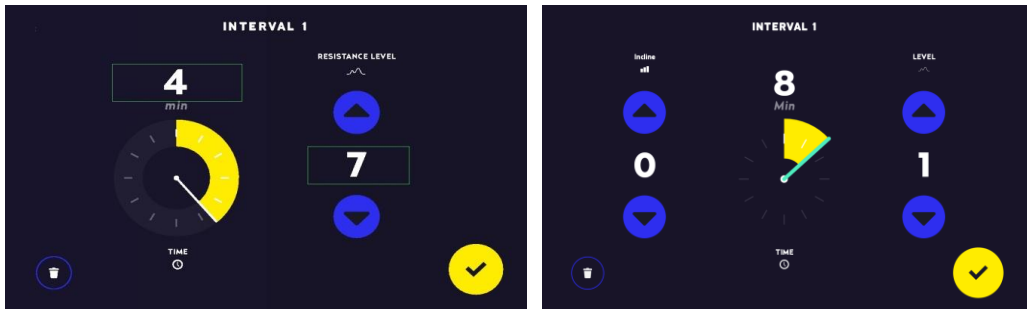 INTERVAL 1
4
min
RESISTANCE LEVEL
7
TIME
INTERVAL 1
Incline
0
8
Min
LEVEL
1
TIME